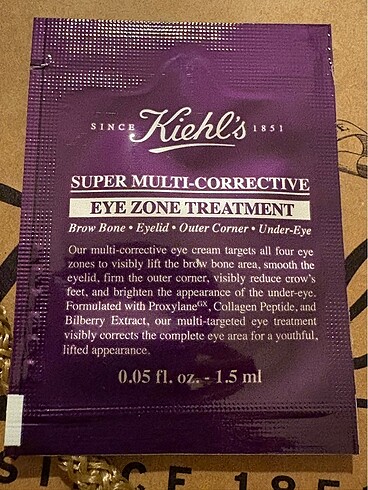 SINCE Kiehl's 1851
SUPER MULTI-CORRECTIVE
EYE ZONE TREATMENT
Brow Bone • Eyelid • Outer Corner • Under-Eye
Our multi-corrective eye cream targets all four eye
zones to visibly lift the brow bone area, smooth the
eyelid, firm the outer corner, visibly reduce crow's
feet, and brighten the appearance of the under-eye.
Formulated with Proxylane^GX, Collagen Peptide, and
Bilberry Extract, our multi-targeted eye treatment
visibly corrects the complete eye area for a youthful,
lifted appearance.
0.05 fl. oz. - 1.5 ml